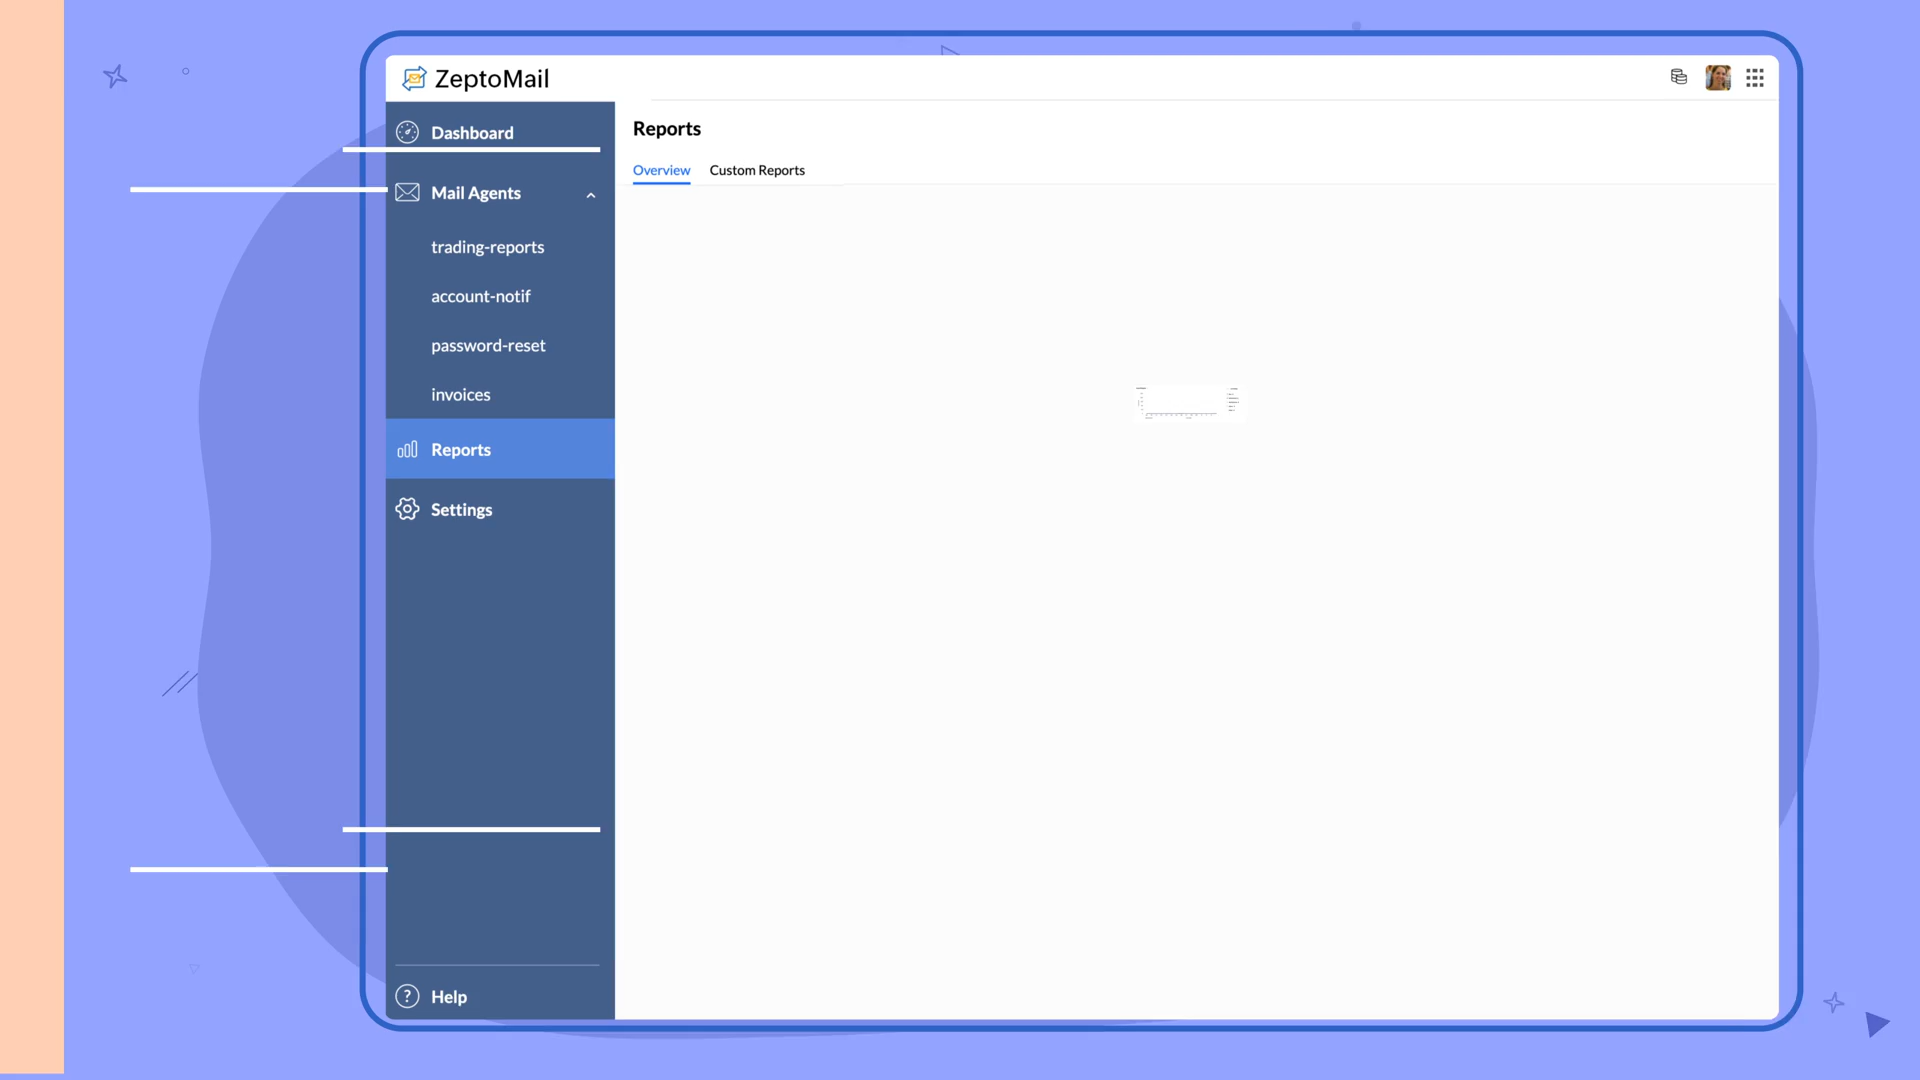 ZeptoMail
Dashboard
Mail Agents
trading-reports
account-notif
password-reset
invoices
Reports
Settings
? Help
Reports
Overview Custom Reports